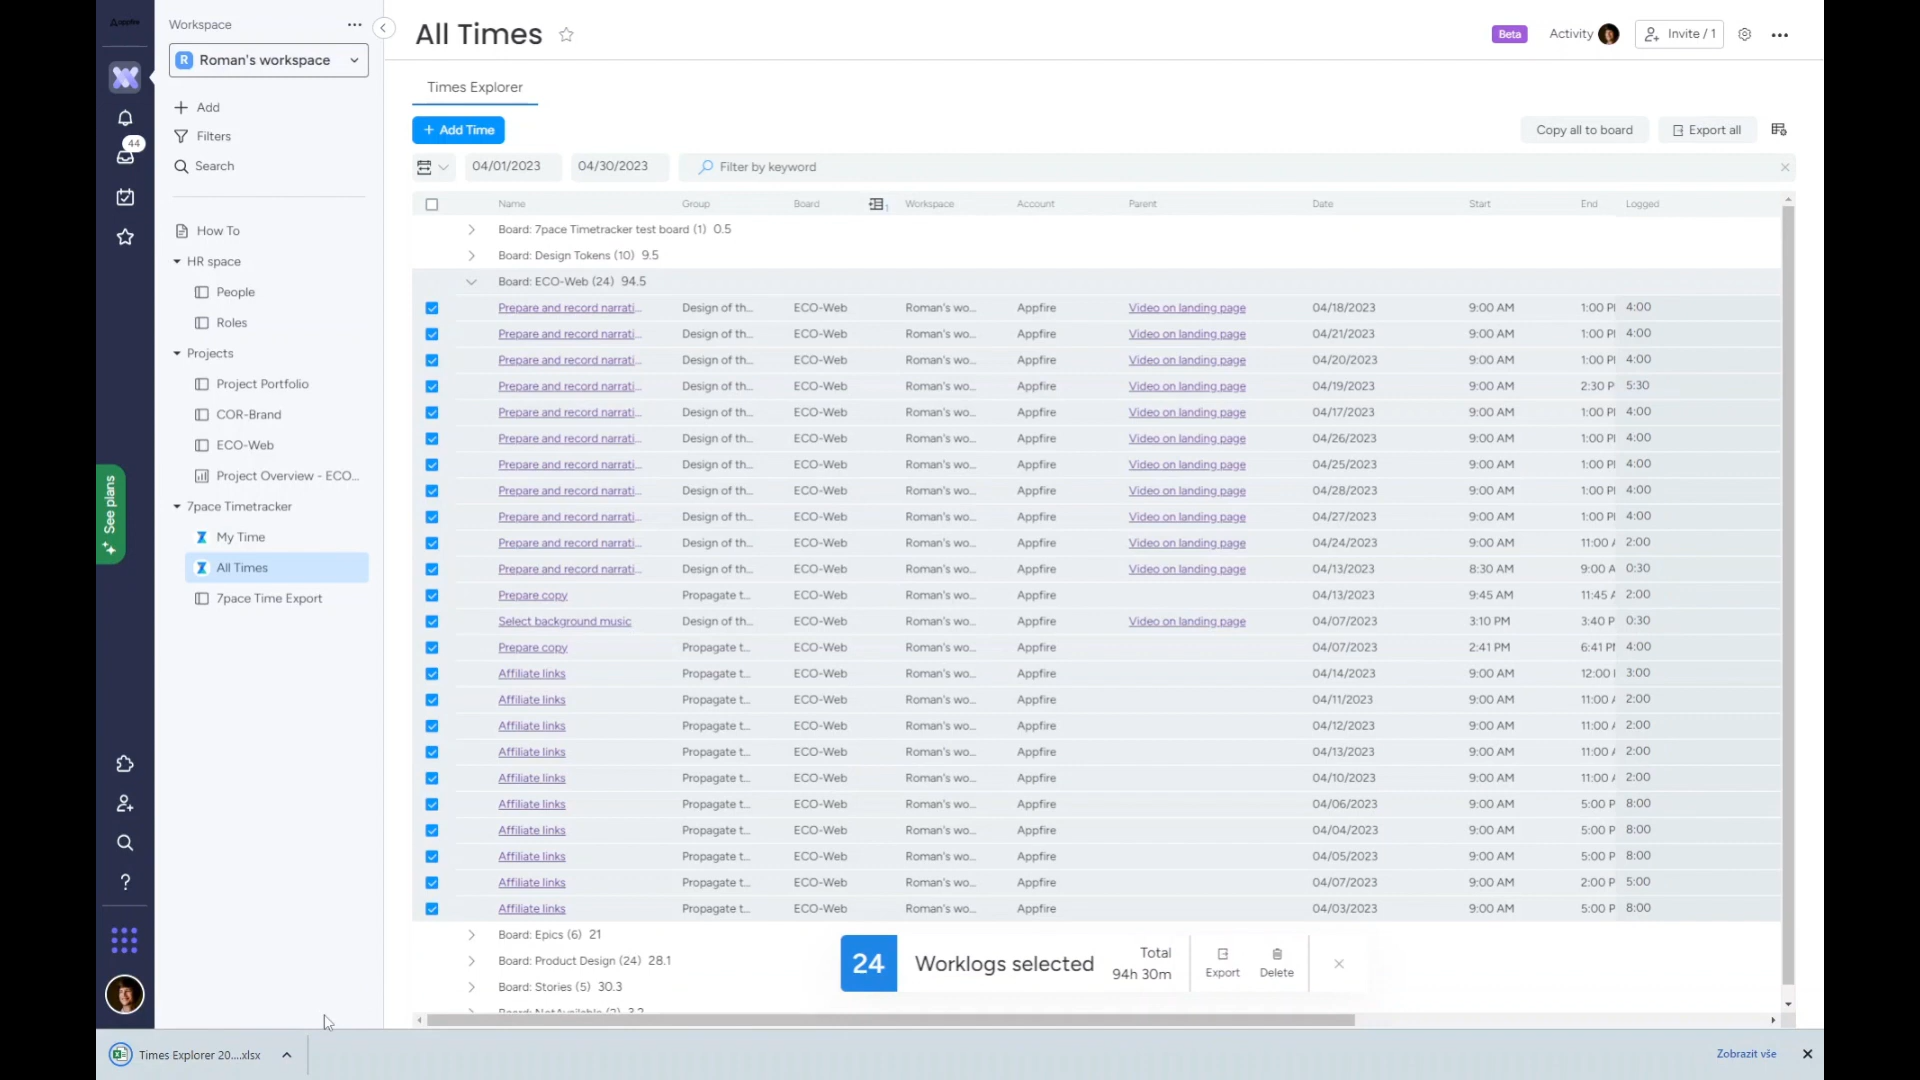 Workspace
R Roman's workspace
Add
Filters
Search
44
How To
HR space
People
Roles
Projects
Project Portfolio
COR-Brand
ECO-Web
Project Overview - ECO...
7pace Timetracker
My Time
All Times
7pace Time Export
See plans
All Times
Beta
Activity
Invite / 1
Times Explorer
+ Add Time
Copy all to board
Export all
04/01/2023
04/30/2023
Filter by keyword
Name Group Board Workspace Account Parent Date Start End Logged
Board: 7pace Timetracker test board (1) 0.5
Board: Design Tokens (10) 9.5
Board: ECO-Web (24) 94.5
Prepare and record narrati... Design of th... ECO-Web Roman's wo... Appfire Video on landing page 04/18/2023 9:00 AM 1:00 P 4:00
Prepare and record narrati... Design of th... ECO-Web Roman's wo... Appfire Video on landing page 04/21/2023 9:00 AM 1:00 P 4:00
Prepare and record narrati... Design of th... ECO-Web Roman's wo... Appfire Video on landing page 04/20/2023 9:00 AM 1:00 P 4:00
Prepare and record narrati... Design of th... ECO-Web Roman's wo... Appfire Video on landing page 04/19/2023 9:00 AM 2:30 P 5:30
Prepare and record narrati... Design of th... ECO-Web Roman's wo... Appfire Video on landing page 04/17/2023 9:00 AM 1:00 P 4:00
Prepare and record narrati... Design of th... ECO-Web Roman's wo... Appfire Video on landing page 04/26/2023 9:00 AM 1:00 P 4:00
Prepare and record narrati... Design of th... ECO-Web Roman's wo... Appfire Video on landing page 04/25/2023 9:00 AM 1:00 P 4:00
Prepare and record narrati... Design of th... ECO-Web Roman's wo... Appfire Video on landing page 04/28/2023 9:00 AM 1:00 P 4:00
Prepare and record narrati... Design of th... ECO-Web Roman's wo... Appfire Video on landing page 04/27/2023 9:00 AM 1:00 P 4:00
Prepare and record narrati... Design of th... ECO-Web Roman's wo... Appfire Video on landing page 04/24/2023 9:00 AM 11:00 2:00
Prepare and record narrati... Design of th... ECO-Web Roman's wo... Appfire Video on landing page 04/13/2023 8:30 AM 9:00 A 0:30
Prepare copy Propagate t... ECO-Web Roman's wo... Appfire 04/13/2023 9:45 AM 11:45 2:00
Select background music Design of th... ECO-Web Roman's wo... Appfire Video on landing page 04/07/2023 3:10 PM 3:40 P 0:30
Prepare copy Propagate t... ECO-Web Roman's wo... Appfire 04/07/2023 2:41 PM 6:41 P 4:00
Affiliate links Propagate t... ECO-Web Roman's wo... Appfire 04/14/2023 9:00 AM 12:00 3:00
Affiliate links Propagate t... ECO-Web Roman's wo... Appfire 04/11/2023 9:00 AM 11:00 2:00
Affiliate links Propagate t... ECO-Web Roman's wo... Appfire 04/12/2023 9:00 AM 11:00 2:00
Affiliate links Propagate t... ECO-Web Roman's wo... Appfire 04/13/2023 9:00 AM 11:00 2:00
Affiliate links Propagate t... ECO-Web Roman's wo... Appfire 04/10/2023 9:00 AM 11:00 2:00
Affiliate links Propagate t... ECO-Web Roman's wo... Appfire 04/06/2023 9:00 AM 5:00 P 8:00
Affiliate links Propagate t... ECO-Web Roman's wo... Appfire 04/04/2023 9:00 AM 5:00 P 8:00
Affiliate links Propagate t... ECO-Web Roman's wo... Appfire 04/05/2023 9:00 AM 5:00 P 8:00
Affiliate links Propagate t... ECO-Web Roman's wo... Appfire 04/07/2023 9:00 AM 2:00 P 5:00
Affiliate links Propagate t... ECO-Web Roman's wo... Appfire 04/03/2023 9:00 AM 5:00 P 8:00
Board: Epics (6) 21
Board: Product Design (24) 28.1
Board: Stories (5) 30.3
24 Worklogs selected
Total
94h 30m
Export
Delete
Times Explorer 20....xlsx
Zobrazit vše